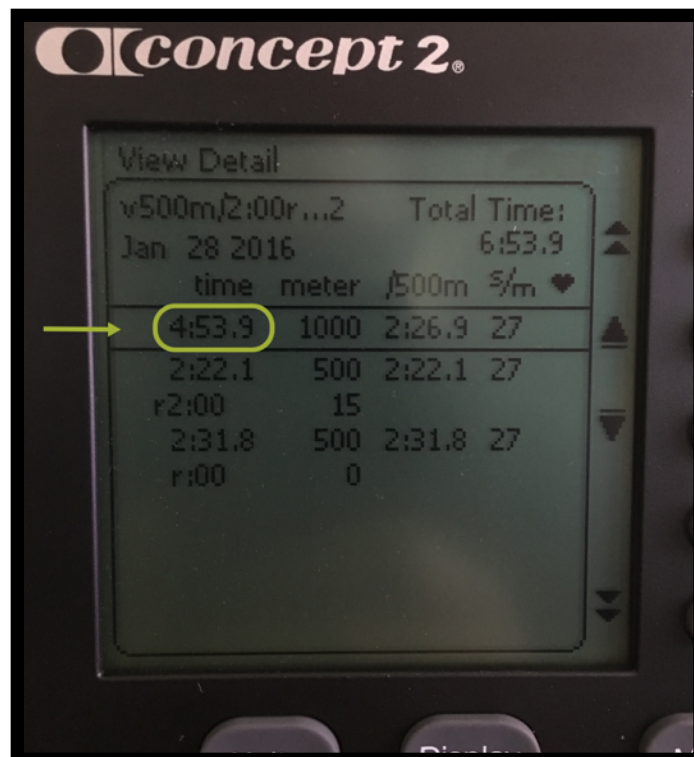 concept 2®
View Detail
v500m/2:00r...2 Total Time:
Jan 28 2016 6:53.9
time meter /500m s/m ♥
4:53.9 1000 2:26.9 27
2:22.1 500 2:22.1 27
r2:00 15
2:31.8 500 2:31.8 27
r:00 0
Display